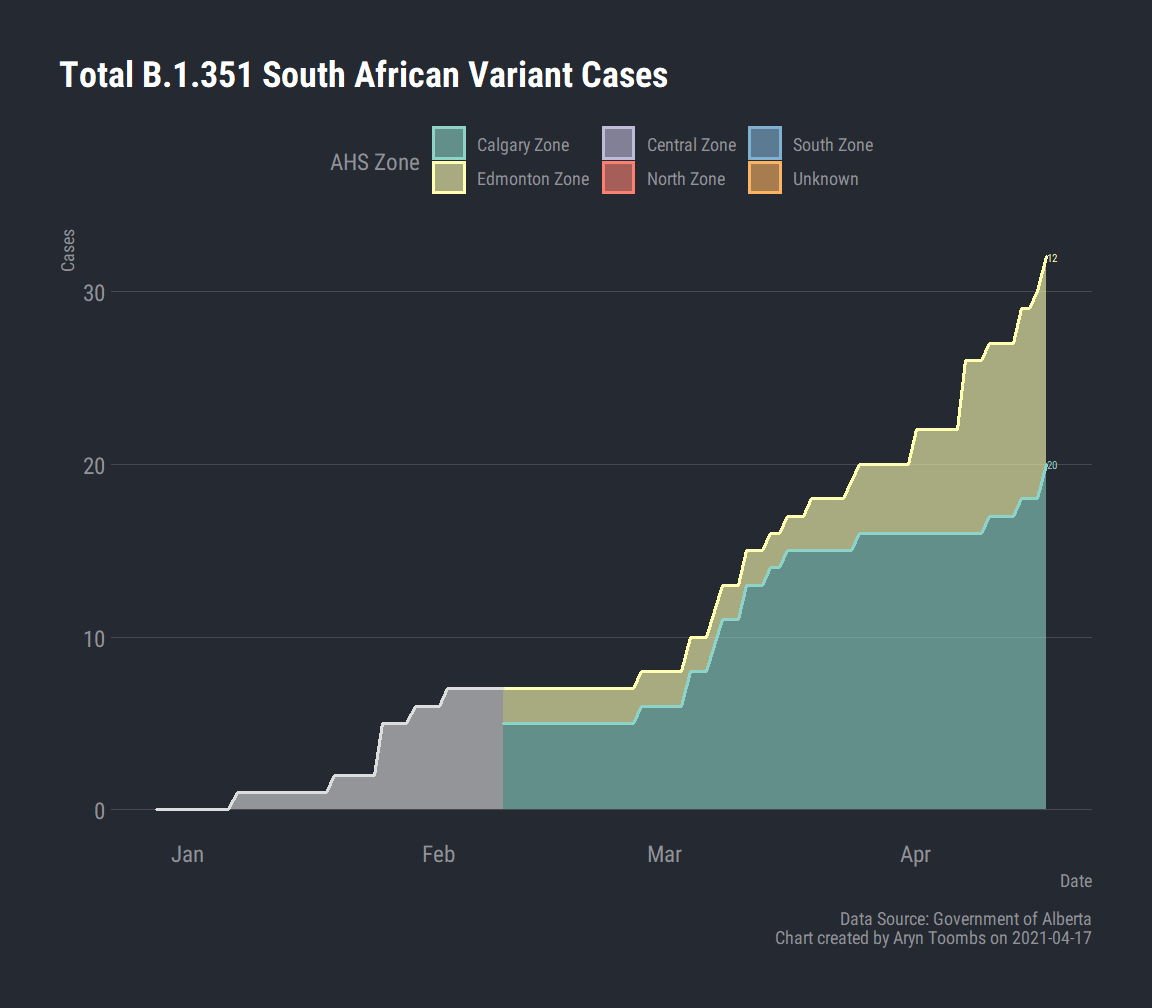 Total B.1.351 South African Variant Cases
AHS Zone
Calgary Zone
Central Zone
South Zone
Edmonton Zone
North Zone
Unknown
Cases
12
30
20
20
10
0
Jan
Feb
Mar
Apr
Date
Data Source: Government of Alberta
Chart created by Aryn Toombs on 2021-04-17